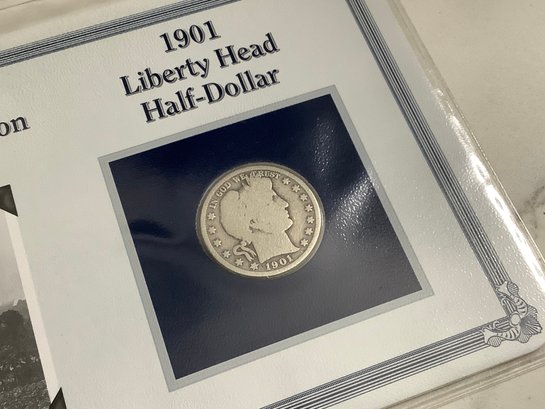 1901
Liberty Head
Half-Dollar
on
IN GOD WE TRUST
1901